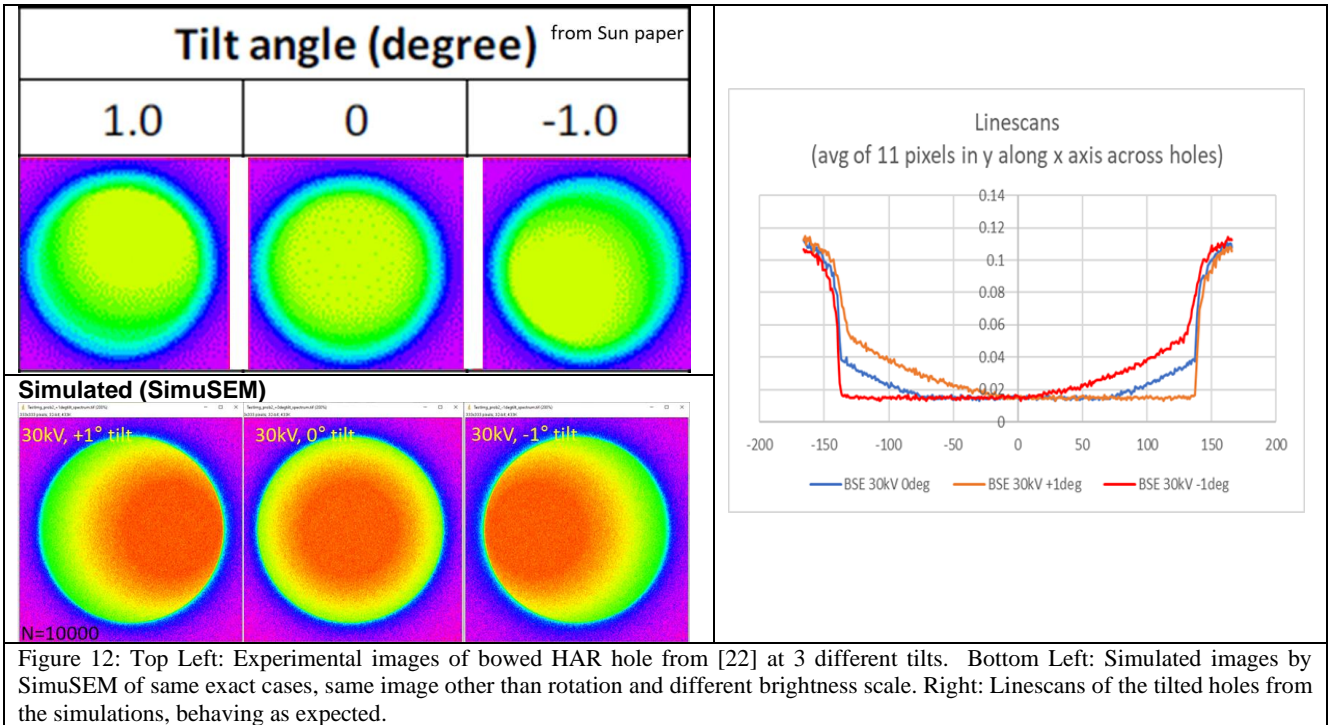 Tilt angle (degree) from Sun paper
1.0 0 -1.0
Simulated (SimuSEM)
30kV, +1° tilt
30kV, 0° tilt
30kV, -1° tilt
N=10000
Linescans
(avg of 11 pixels in y along x axis across holes)
0.14
0.12
0.1
0.08
0.06
0.04
0.02
0
-200 -150 -100 -50 0 50 100 150 200
BSE 30kV 0deg BSE 30kV +1deg BSE 30kV -1deg
Figure 12: Top Left: Experimental images of bowed HAR hole from [22] at 3 different tilts. Bottom Left: Simulated images by
SimuSEM of same exact cases, same image other than rotation and different brightness scale. Right: Linescans of the tilted holes from
the simulations, behaving as expected.